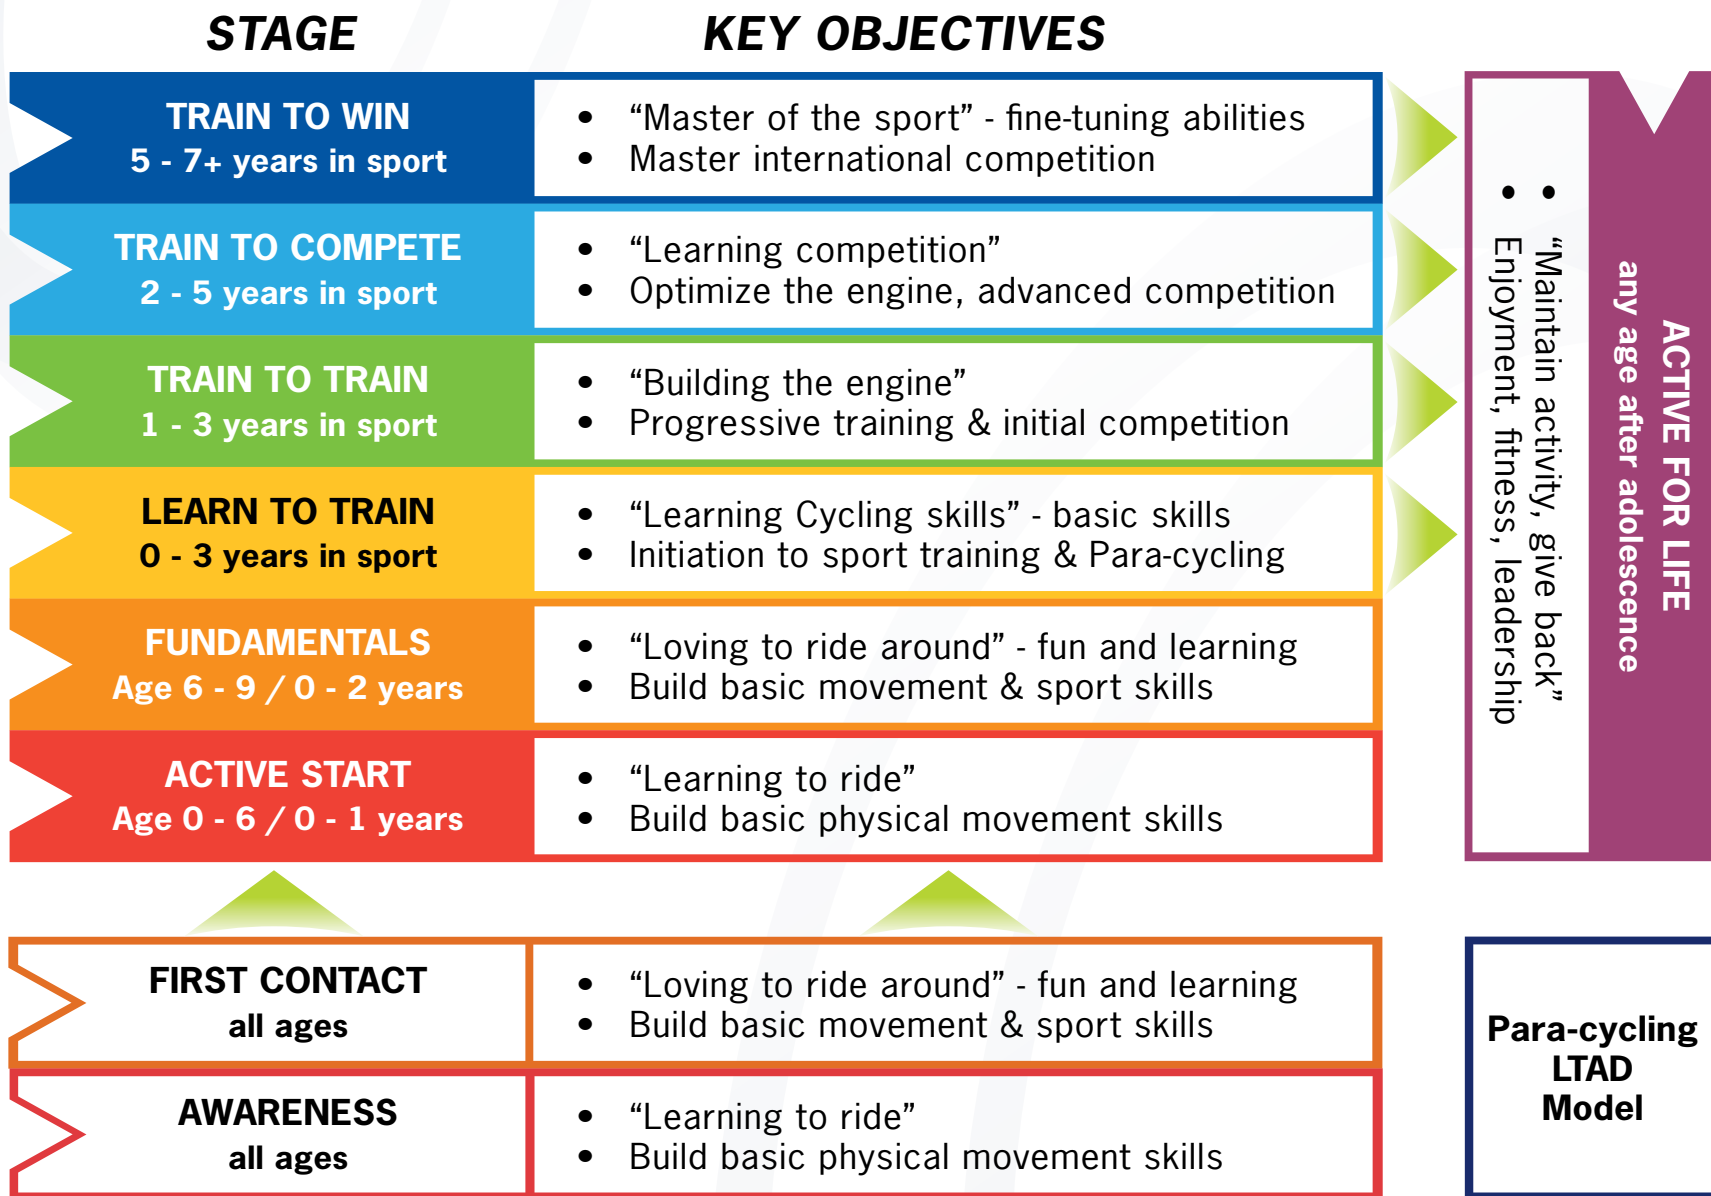 STAGE
KEY OBJECTIVES
TRAIN TO WIN
5 - 7+ years in sport
• “Master of the sport” - fine-tuning abilities
• Master international competition
TRAIN TO COMPETE
2 - 5 years in sport
• “Learning competition”
• Optimize the engine, advanced competition
TRAIN TO TRAIN
1 - 3 years in sport
• “Building the engine”
• Progressive training & initial competition
LEARN TO TRAIN
0 - 3 years in sport
• “Learning Cycling skills” - basic skills
• Initiation to sport training & Para-cycling
FUNDAMENTALS
Age 6 - 9 / 0 - 2 years
• “Loving to ride around” - fun and learning
• Build basic movement & sport skills
ACTIVE START
Age 0 - 6 / 0 - 1 years
• “Learning to ride”
• Build basic physical movement skills
FIRST CONTACT
all ages
• “Loving to ride around” - fun and learning
• Build basic movement & sport skills
AWARENESS
all ages
• “Learning to ride”
• Build basic physical movement skills
ACTIVE FOR LIFE
any age after adolescence
• “Maintain activity, give back”
• Enjoyment, fitness, leadership
Para-cycling
LTAD
Model